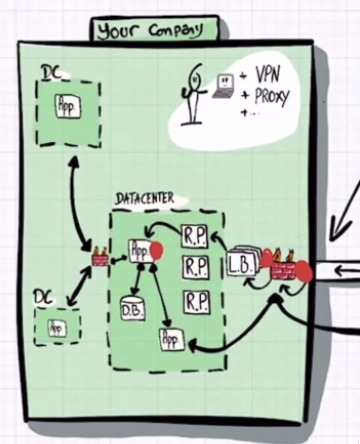 Your Company
DC
App.
+ VPN
+ PROXY
+...
DATACENTER
App.
R.P.
R.P.
L.B.
R.P.
D.B.
DC
App.
App.